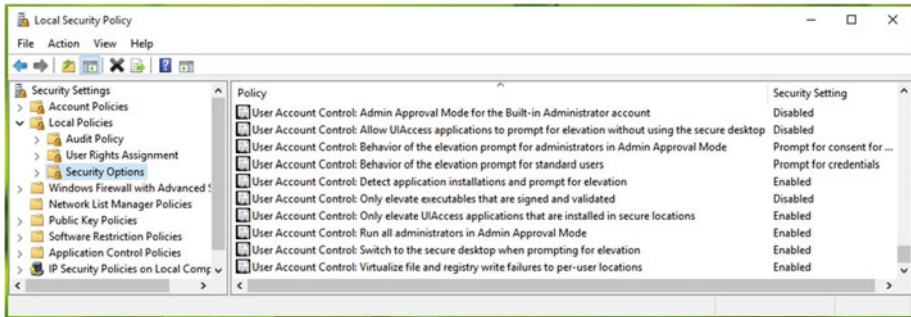 Local Security Policy
File Action View Help
Security Settings
Account Policies
Local Policies
Audit Policy
User Rights Assignment
Security Options
Windows Firewall with Advanced S
Network List Manager Policies
Public Key Policies
Software Restriction Policies
Application Control Policies
IP Security Policies on Local Comp
Policy Security Setting
User Account Control: Admin Approval Mode for the Built-in Administrator account Disabled
User Account Control: Allow UIAccess applications to prompt for elevation without using the secure desktop Disabled
User Account Control: Behavior of the elevation prompt for administrators in Admin Approval Mode Prompt for consent for ...
User Account Control: Behavior of the elevation prompt for standard users Prompt for credentials
User Account Control: Detect application installations and prompt for elevation Enabled
User Account Control: Only elevate executables that are signed and validated Disabled
User Account Control: Only elevate UIAccess applications that are installed in secure locations Enabled
User Account Control: Run all administrators in Admin Approval Mode Enabled
User Account Control: Switch to the secure desktop when prompting for elevation Enabled
User Account Control: Virtualize file and registry write failures to per-user locations Enabled